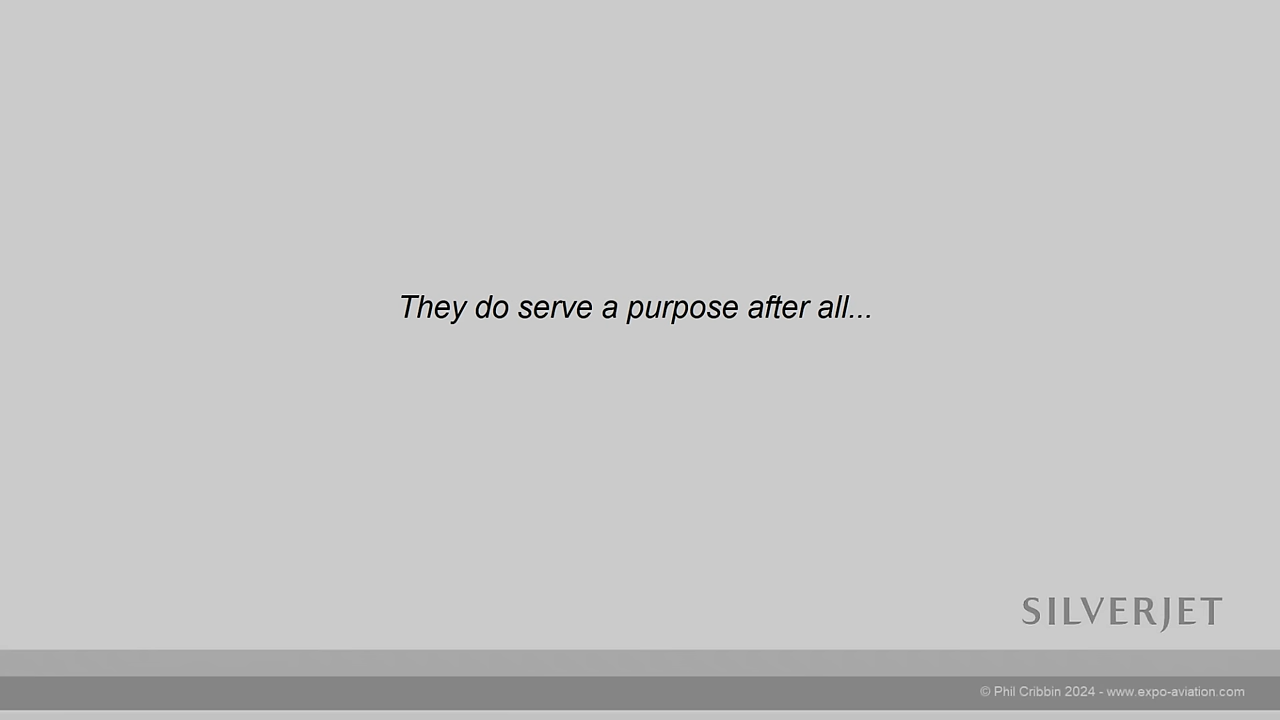 They do serve a purpose after all...
SILVERJET
© Phil Cribbin 2024 - www.expo-aviation.com